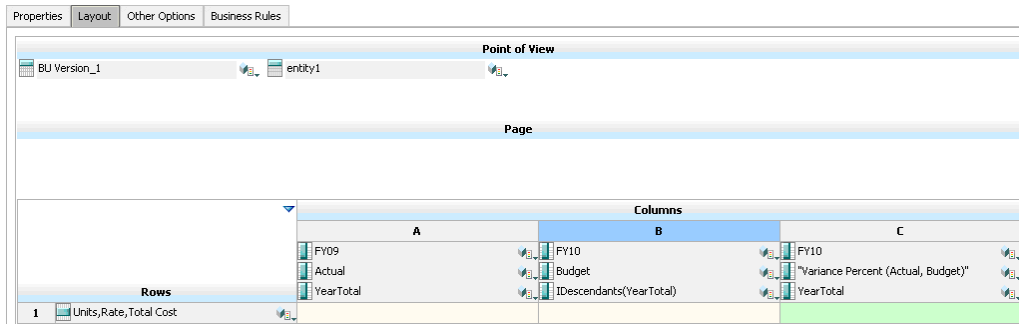 Properties Layout Other Options Business Rules
Point of View
BU Version_1 entity1
Page
Columns
A B C
FY09 FY10 FY10
Actual Budget "Variance Percent (Actual, Budget)"
Rows YearTotal IDescendants(YearTotal) YearTotal
1 Units,Rate,Total Cost